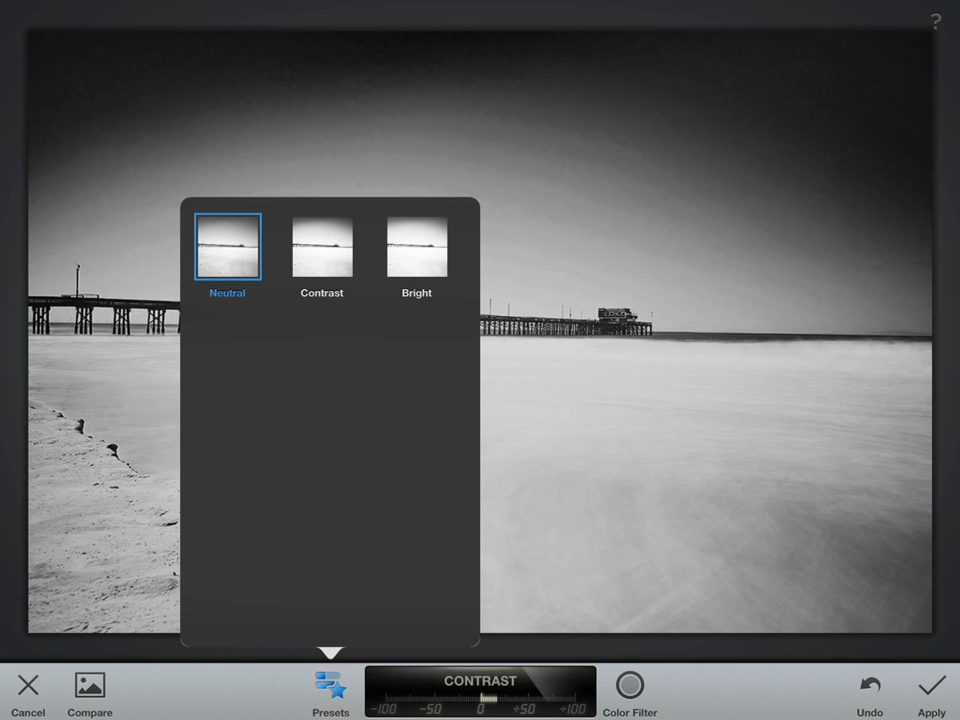 ?
Neutral Contrast Bright
CONTRAST
-100 -50 0 +50 +100
Cancel Compare Presets Color Filter Undo Apply